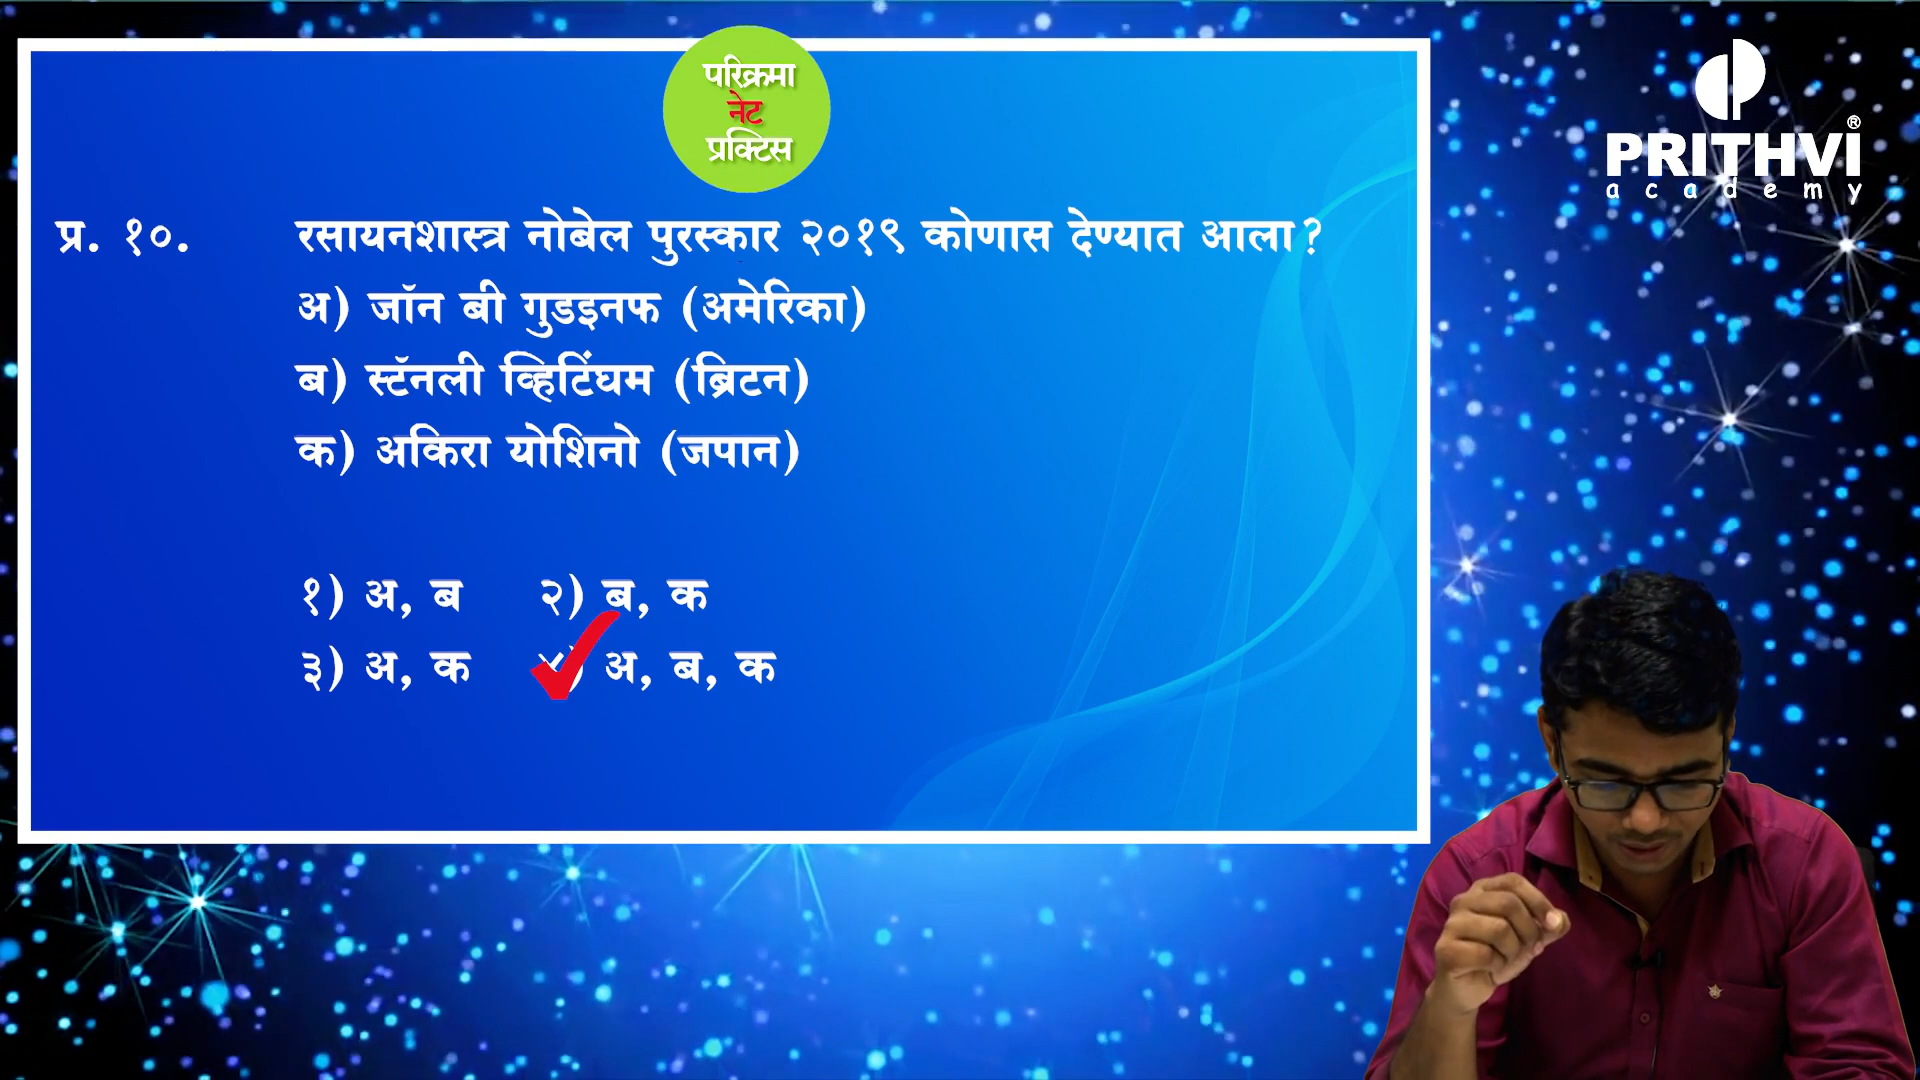 परिक्रमा
नेट
प्रक्टिस
PRITHVI®
academy
प्र. १०. रसायनशास्त्र नोबेल पुरस्कार २०१९ कोणास देण्यात आला?
अ) जॉन बी गुडइनफ (अमेरिका)
ब) स्टॅनली व्हिटिंघम (ब्रिटन)
क) अकिरा योशिनो (जपान)
१) अ, ब २) ब, क
३) अ, क ४) अ, ब, क